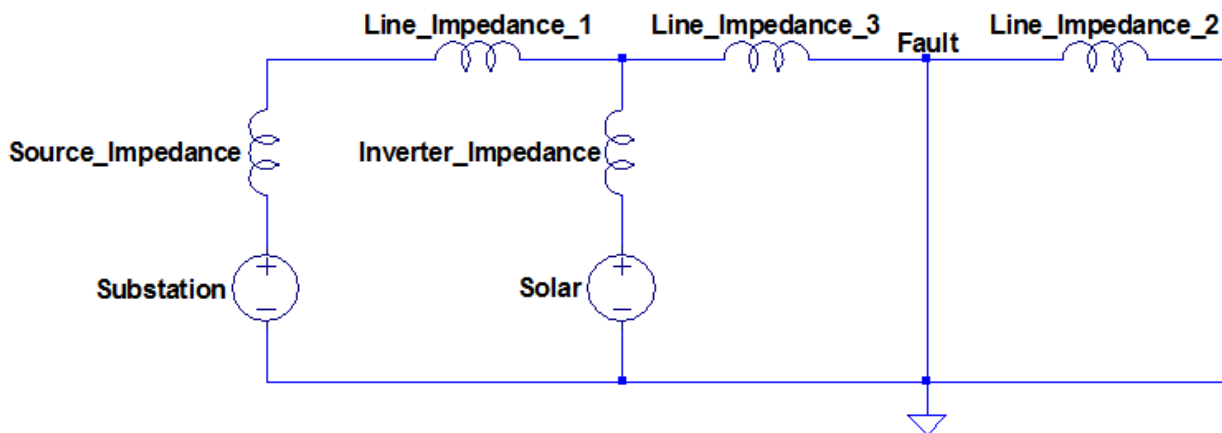 Line_Impedance_1
Line_Impedance_3
Fault
Line_Impedance_2
Source_Impedance
Inverter_Impedance
Substation
Solar